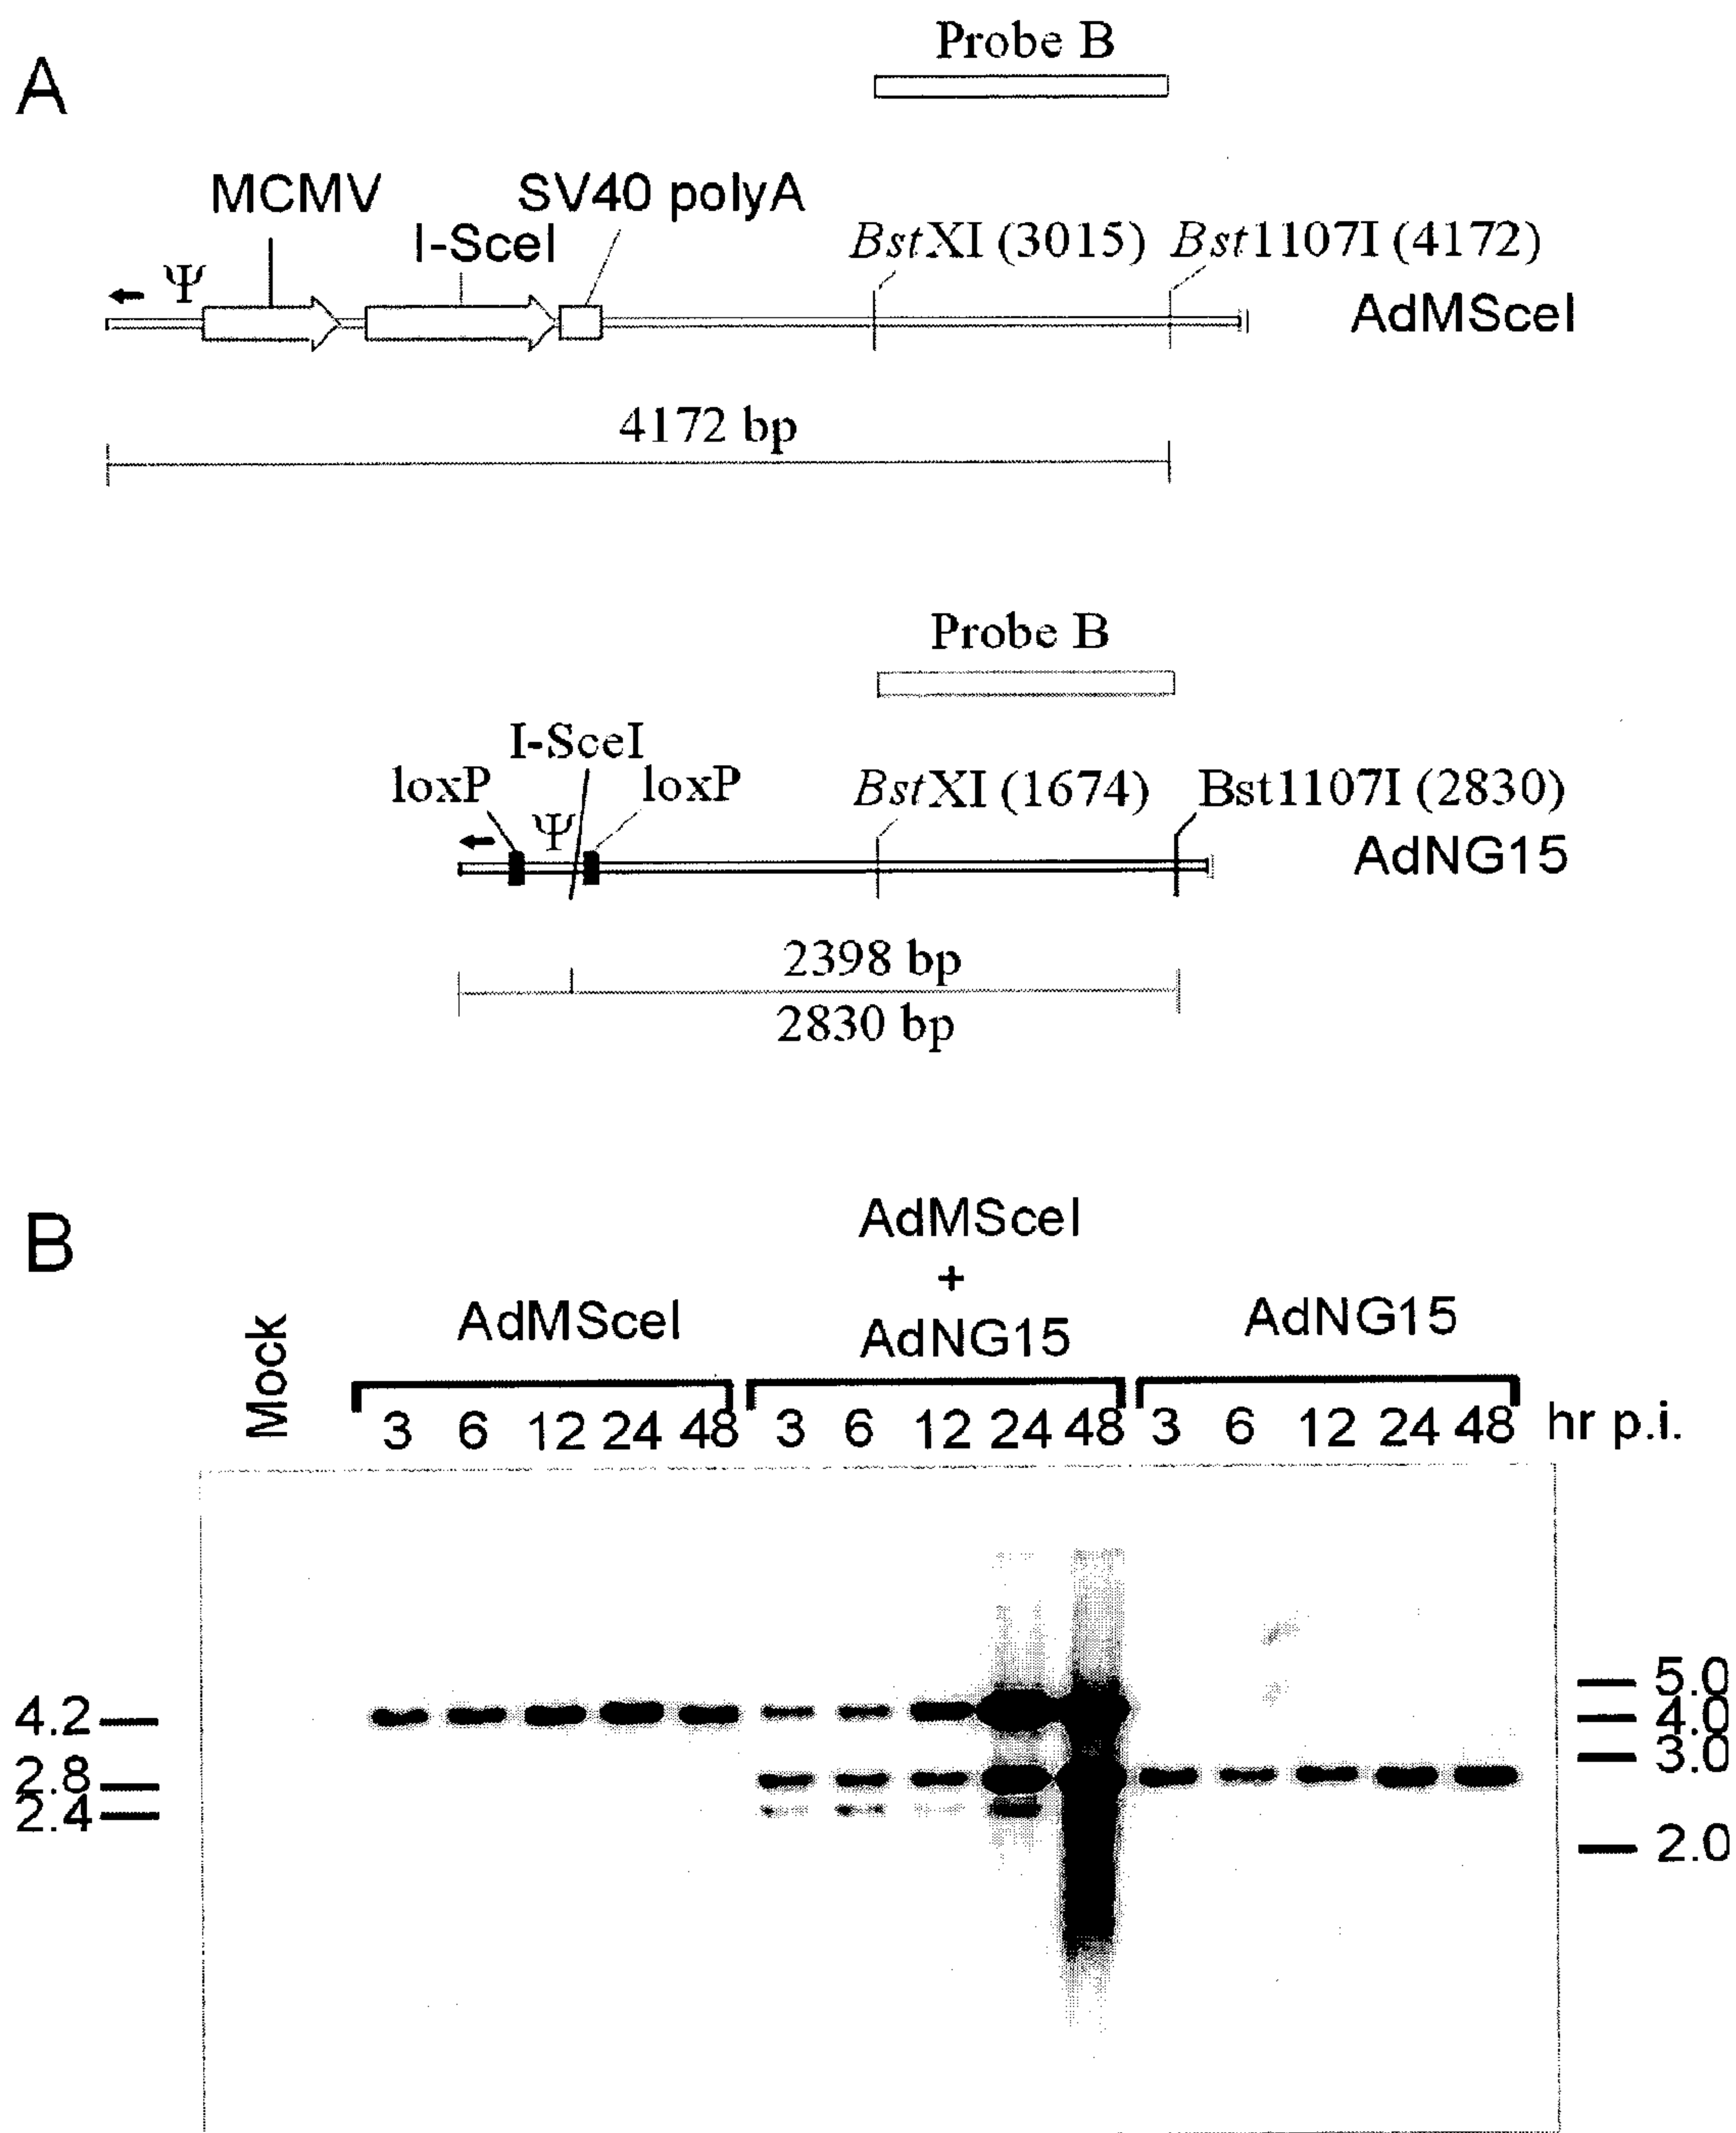 A
Probe B
MCMV
SV40 polyA
I-SceI
BstXI (3015)
Bst1107I (4172)
Ψ
AdMSceI
4172 bp
Probe B
I-SceI
loxP
loxP
BstXI (1674)
Bst1107I (2830)
Ψ
AdNG15
2398 bp
2830 bp
B
Mock
AdMSceI
AdMSceI
+
AdNG15
AdNG15
3 6 12 24 48 3 6 12 24 48 3 6 12 24 48 hr p.i.
4.2
2.8
2.4
5.0
4.0
3.0
2.0